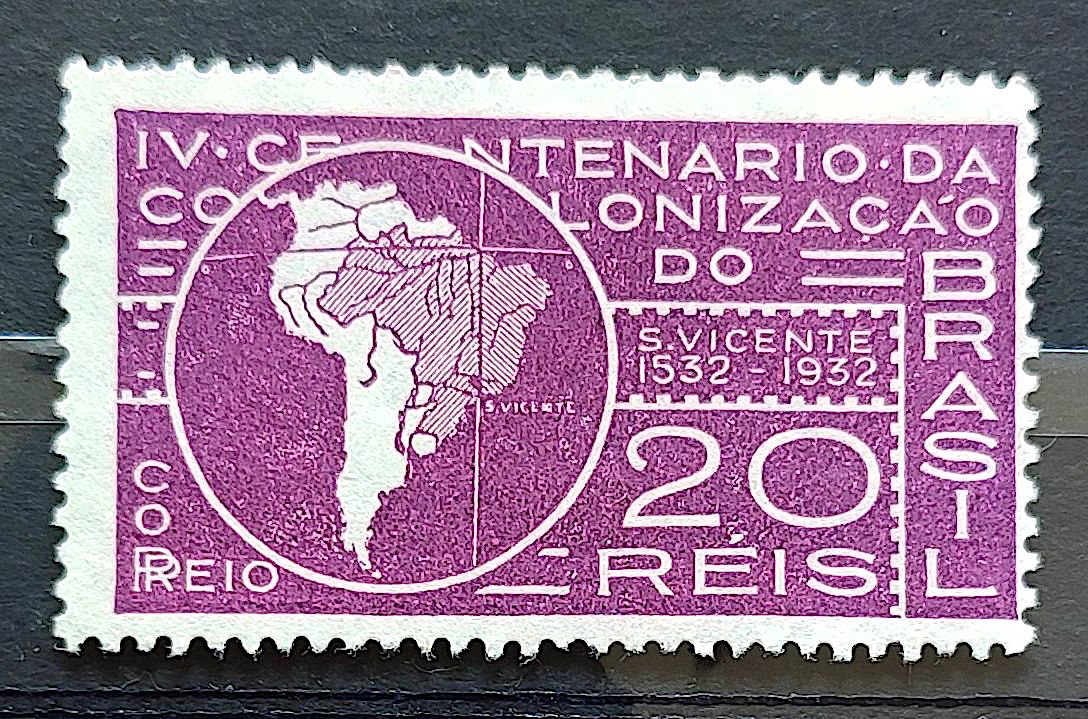 IV·CENTENARIO·DA
COLONIZAÇÃO
DO
BRASIL
S. VICENTE
1532 - 1932
S. VICENTE
20
RÉIS
CORREIO